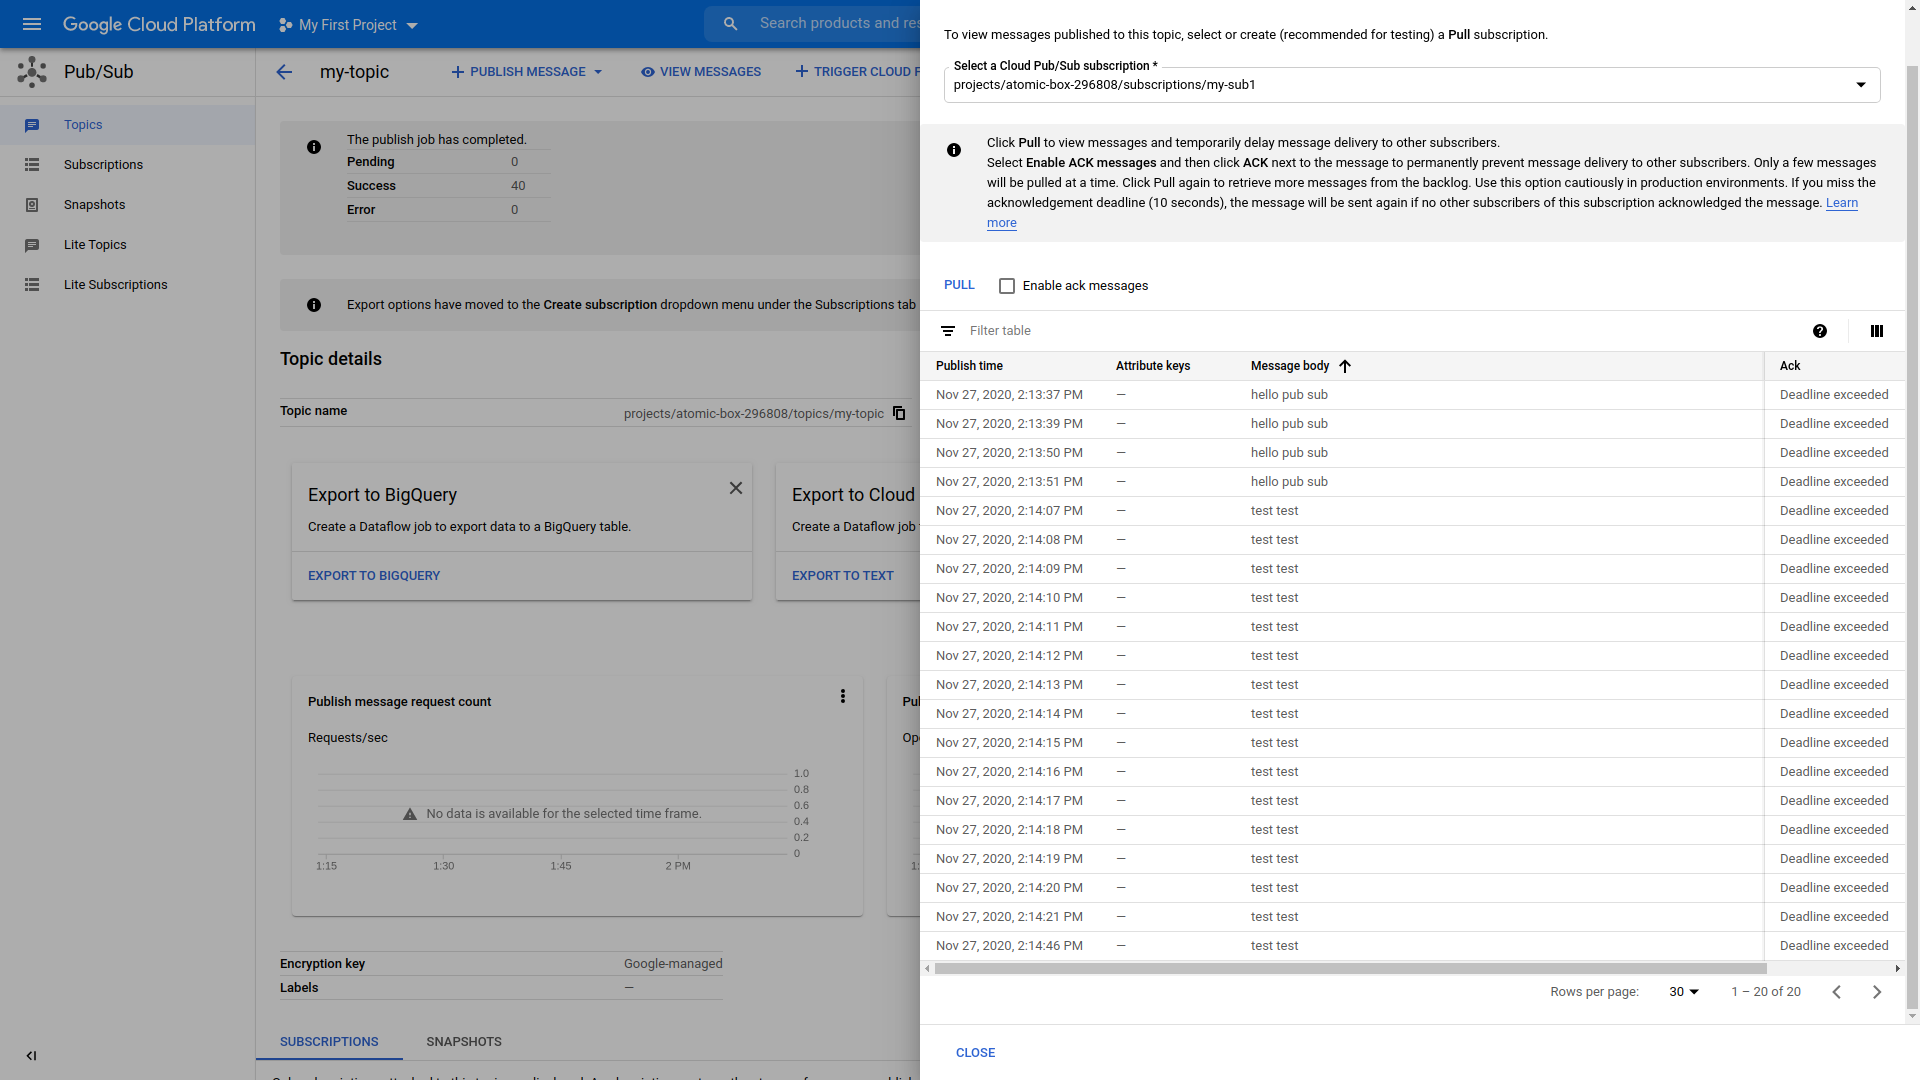 Google Cloud Platform
My First Project
Search products and res
Pub/Sub
Topics
Subscriptions
Snapshots
Lite Topics
Lite Subscriptions
my-topic
PUBLISH MESSAGE
VIEW MESSAGES
TRIGGER CLOUD F
The publish job has completed.
Pending 0
Success 40
Error 0
Export options have moved to the Create subscription dropdown menu under the Subscriptions tab
Topic details
Topic name projects/atomic-box-296808/topics/my-topic
Export to BigQuery
Create a Dataflow job to export data to a BigQuery table.
EXPORT TO BIGQUERY
Export to Cloud
Create a Dataflow job
EXPORT TO TEXT
Publish message request count
Requests/sec
1.0
0.8
0.6
0.4
0.2
0
No data is available for the selected time frame.
1:15 1:30 1:45 2 PM
Pul
Ope
1:
Encryption key Google-managed
Labels —
SUBSCRIPTIONS SNAPSHOTS
To view messages published to this topic, select or create (recommended for testing) a Pull subscription.
Select a Cloud Pub/Sub subscription *
projects/atomic-box-296808/subscriptions/my-sub1
Click Pull to view messages and temporarily delay message delivery to other subscribers.
Select Enable ACK messages and then click ACK next to the message to permanently prevent message delivery to other subscribers. Only a few messages
will be pulled at a time. Click Pull again to retrieve more messages from the backlog. Use this option cautiously in production environments. If you miss the
acknowledgement deadline (10 seconds), the message will be sent again if no other subscribers of this subscription acknowledged the message. Learn
more
PULL Enable ack messages
Filter table
Publish time Attribute keys Message body Ack
Nov 27, 2020, 2:13:37 PM — hello pub sub Deadline exceeded
Nov 27, 2020, 2:13:39 PM — hello pub sub Deadline exceeded
Nov 27, 2020, 2:13:50 PM — hello pub sub Deadline exceeded
Nov 27, 2020, 2:13:51 PM — hello pub sub Deadline exceeded
Nov 27, 2020, 2:14:07 PM — test test Deadline exceeded
Nov 27, 2020, 2:14:08 PM — test test Deadline exceeded
Nov 27, 2020, 2:14:09 PM — test test Deadline exceeded
Nov 27, 2020, 2:14:10 PM — test test Deadline exceeded
Nov 27, 2020, 2:14:11 PM — test test Deadline exceeded
Nov 27, 2020, 2:14:12 PM — test test Deadline exceeded
Nov 27, 2020, 2:14:13 PM — test test Deadline exceeded
Nov 27, 2020, 2:14:14 PM — test test Deadline exceeded
Nov 27, 2020, 2:14:15 PM — test test Deadline exceeded
Nov 27, 2020, 2:14:16 PM — test test Deadline exceeded
Nov 27, 2020, 2:14:17 PM — test test Deadline exceeded
Nov 27, 2020, 2:14:18 PM — test test Deadline exceeded
Nov 27, 2020, 2:14:19 PM — test test Deadline exceeded
Nov 27, 2020, 2:14:20 PM — test test Deadline exceeded
Nov 27, 2020, 2:14:21 PM — test test Deadline exceeded
Nov 27, 2020, 2:14:46 PM — test test Deadline exceeded
Rows per page: 30 1 – 20 of 20
CLOSE